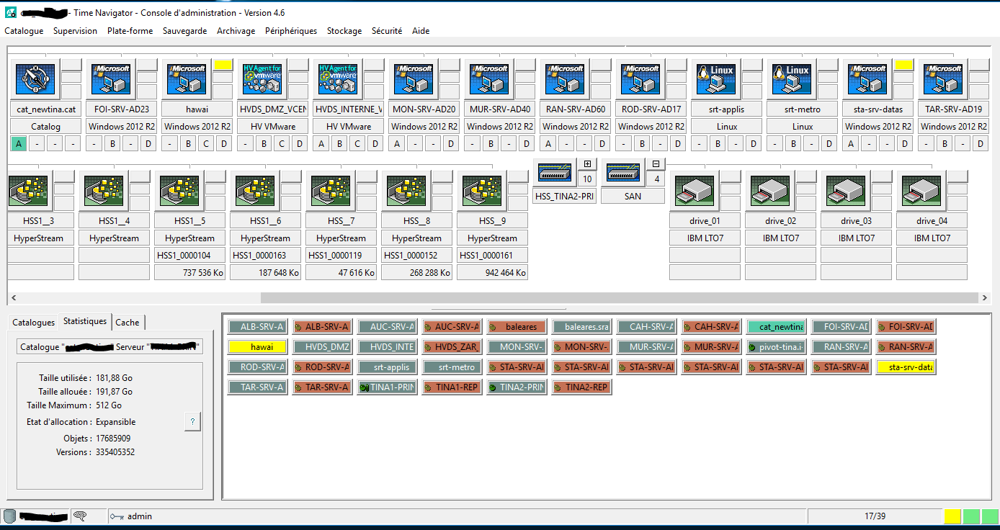 - Time Navigator - Console d'administration - Version 4.6
Catalogue Supervision Plate-forme Sauvegarde Archivage Périphériques Stockage Sécurité Aide
Microsoft Microsoft HV Agent for vmware HV Agent for vmware Microsoft Microsoft Microsoft Microsoft Linux Linux Microsoft Microsoft
cat_newtina.cat FOI-SRV-AD23 hawai HVDS_DMZ_VCEN HVDS_INTERNE_V MON-SRV-AD20 MUR-SRV-AD40 RAN-SRV-AD60 ROD-SRV-AD17 srt-applis srt-metro sta-srv-datas TAR-SRV-AD19
Catalog Windows 2012 R2 Windows 2012 R2 HV VMware HV VMware Windows 2012 R2 Windows 2012 R2 Windows 2012 R2 Windows 2012 R2 Linux Linux Windows 2012 R2 Windows 2012 R2
A - - - - B - D - B C D - B C D A B C D A - - D - B - D A - - D - B - D - B - D - B - D A - - D - B - D
10 4
HSS_TINA2-PRI SAN
HSS1__3 HSS1__4 HSS1__5 HSS1__6 HSS__7 HSS__8 HSS__9 drive_01 drive_02 drive_03 drive_04
HyperStream HyperStream HyperStream HyperStream HyperStream HyperStream HyperStream IBM LTO7 IBM LTO7 IBM LTO7 IBM LTO7
HSS1_0000104 HSS1_0000163 HSS1_0000119 HSS1_0000152 HSS1_0000161
737 536 Ko 187 648 Ko 47 616 Ko 268 288 Ko 942 464 Ko
Catalogues Statistiques Cache
Catalogue " Serveur " "
Taille utilisée : 181,88 Go
Taille allouée : 191,87 Go
Taille Maximum : 512 Go
Etat d'allocation : Expansible ?
Objets : 17685909
Versions : 335405352
ALB-SRV-A ALB-SRV-A AUC-SRV-A AUC-SRV-A baleares baleares.sra CAH-SRV-A CAH-SRV-A cat_newtina FOI-SRV-AD FOI-SRV-AD
hawai HVDS_DMZ HVDS_INTE HVDS_ZAR_ MON-SRV- MON-SRV- MUR-SRV-A MUR-SRV-A pivot-tina.i RAN-SRV-A RAN-SRV-A
ROD-SRV-A ROD-SRV-A srt-applis srt-metro STA-SRV-AI STA-SRV-AI STA-SRV-AI STA-SRV-AI STA-SRV-AI STA-SRV-AI sta-srv-data
TAR-SRV-A TAR-SRV-A TINA1-PRIN TINA1-REP TINA2-PRIN TINA2-REP
admin 17/39